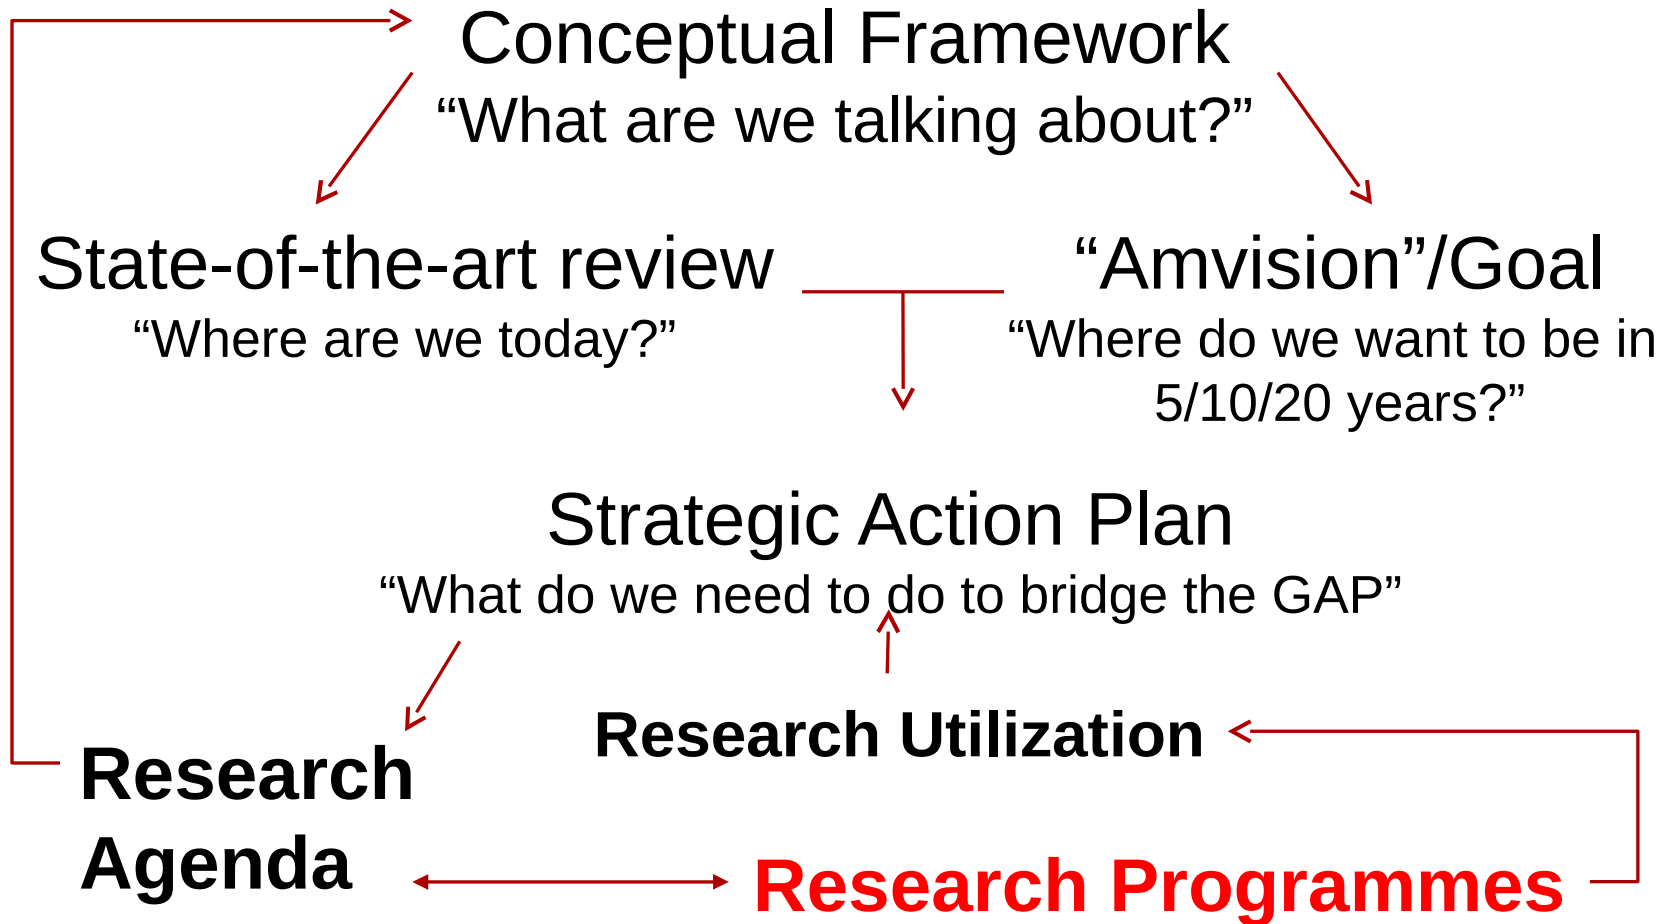 Conceptual Framework
“What are we talking about?”
State-of-the-art review
“Where are we today?”
“Amvision”/Goal
“Where do we want to be in
5/10/20 years?”
Strategic Action Plan
“What do we need to do to bridge the GAP”
Research Utilization
Research
Agenda
Research Programmes